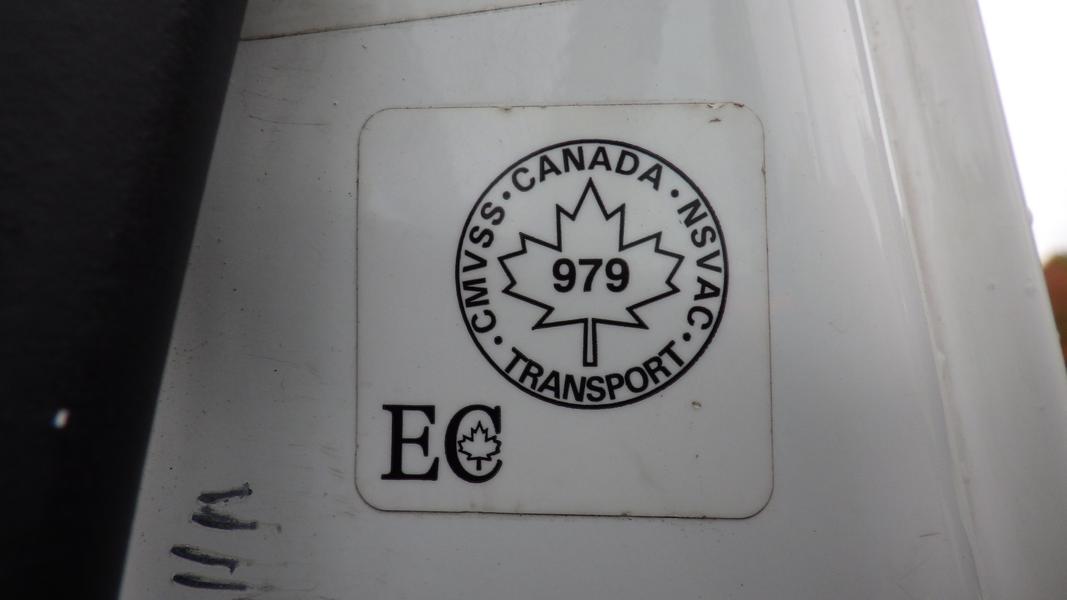 CMVSS · CANADA · NSVAC · TRANSPORT ·
979
EC